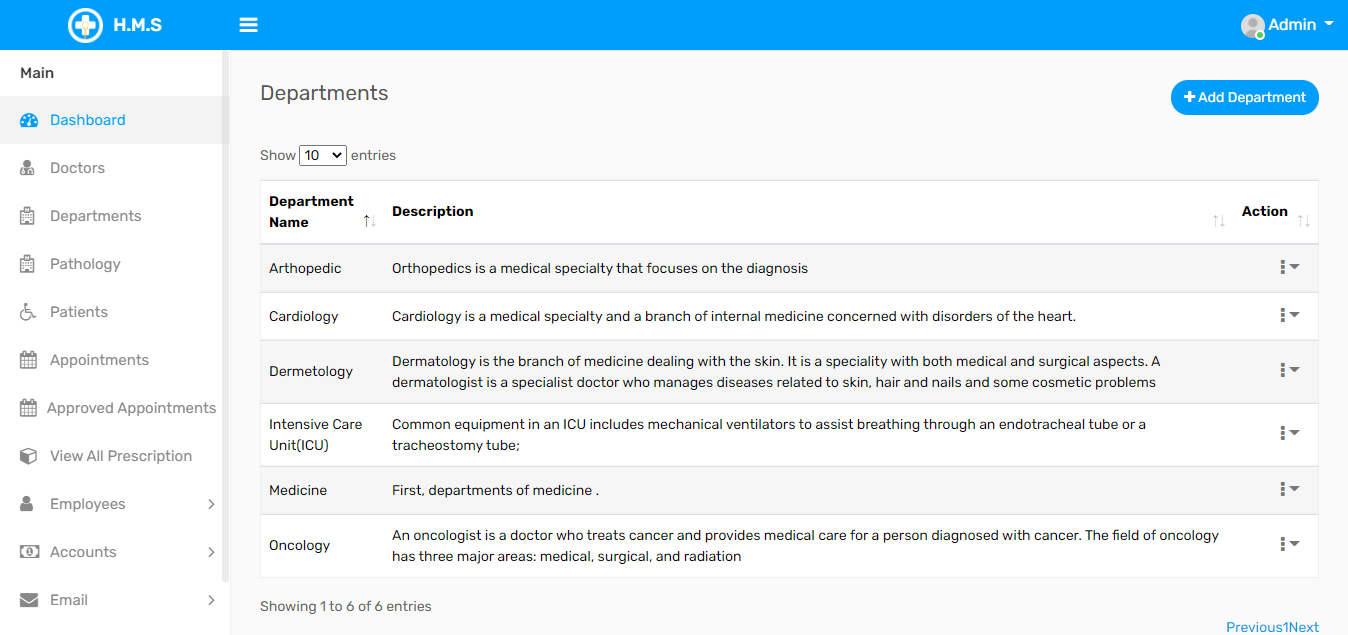 H.M.S
Admin
Main
Dashboard
Doctors
Departments
Pathology
Patients
Appointments
Approved Appointments
View All Prescription
Employees
Accounts
Email
Departments
Add Department
Show 10 entries
Department
Name
Description
Action
Arthopedic
Orthopedics is a medical specialty that focuses on the diagnosis
Cardiology
Cardiology is a medical specialty and a branch of internal medicine concerned with disorders of the heart.
Dermetology
Dermatology is the branch of medicine dealing with the skin. It is a speciality with both medical and surgical aspects. A
dermatologist is a specialist doctor who manages diseases related to skin, hair and nails and some cosmetic problems
Intensive Care
Unit(ICU)
Common equipment in an ICU includes mechanical ventilators to assist breathing through an endotracheal tube or a
tracheostomy tube;
Medicine
First, departments of medicine .
Oncology
An oncologist is a doctor who treats cancer and provides medical care for a person diagnosed with cancer. The field of oncology
has three major areas: medical, surgical, and radiation
Showing 1 to 6 of 6 entries
Previous1Next